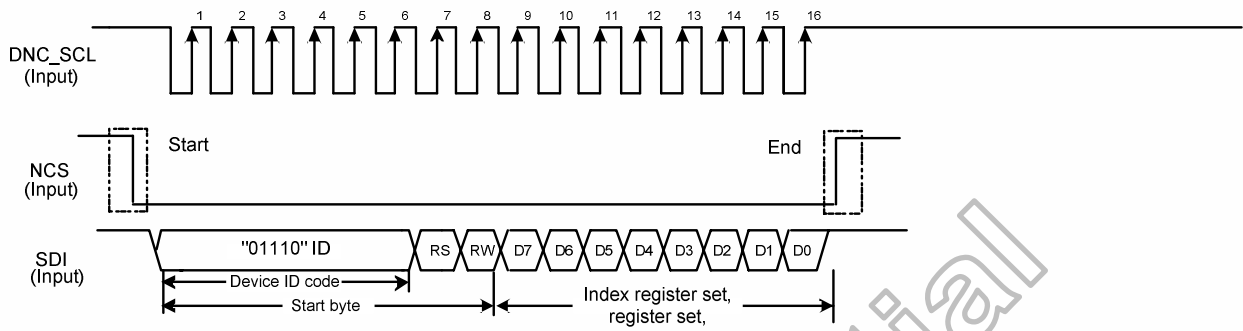 1 2 3 4 5 6 7 8 9 10 11 12 13 14 15 16
DNC_SCL
(Input)
Start
End
NCS
(Input)
SDI
(Input)
"01110" ID
RS
RW
D7
D6
D5
D4
D3
D2
D1
D0
Device ID code
Start byte
Index register set,
register set,
ial